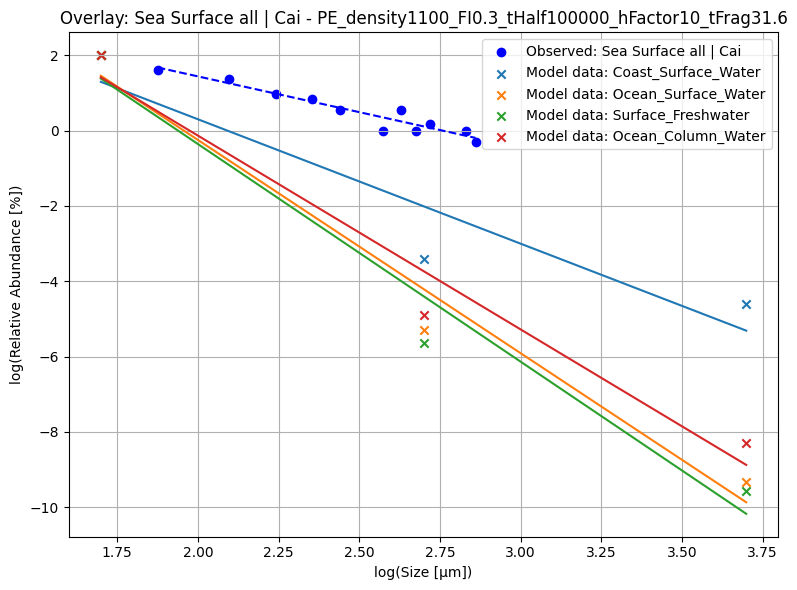 Overlay: Sea Surface all | Cai - PE_density1100_FI0.3_tHalf100000_hFactor10_tFrag31.6
Observed: Sea Surface all | Cai
Model data: Coast_Surface_Water
Model data: Ocean_Surface_Water
Model data: Surface_Freshwater
Model data: Ocean_Column_Water
log(Relative Abundance [%])
2
0
−2
−4
−6
−8
−10
1.75 2.00 2.25 2.50 2.75 3.00 3.25 3.50 3.75
log(Size [μm])